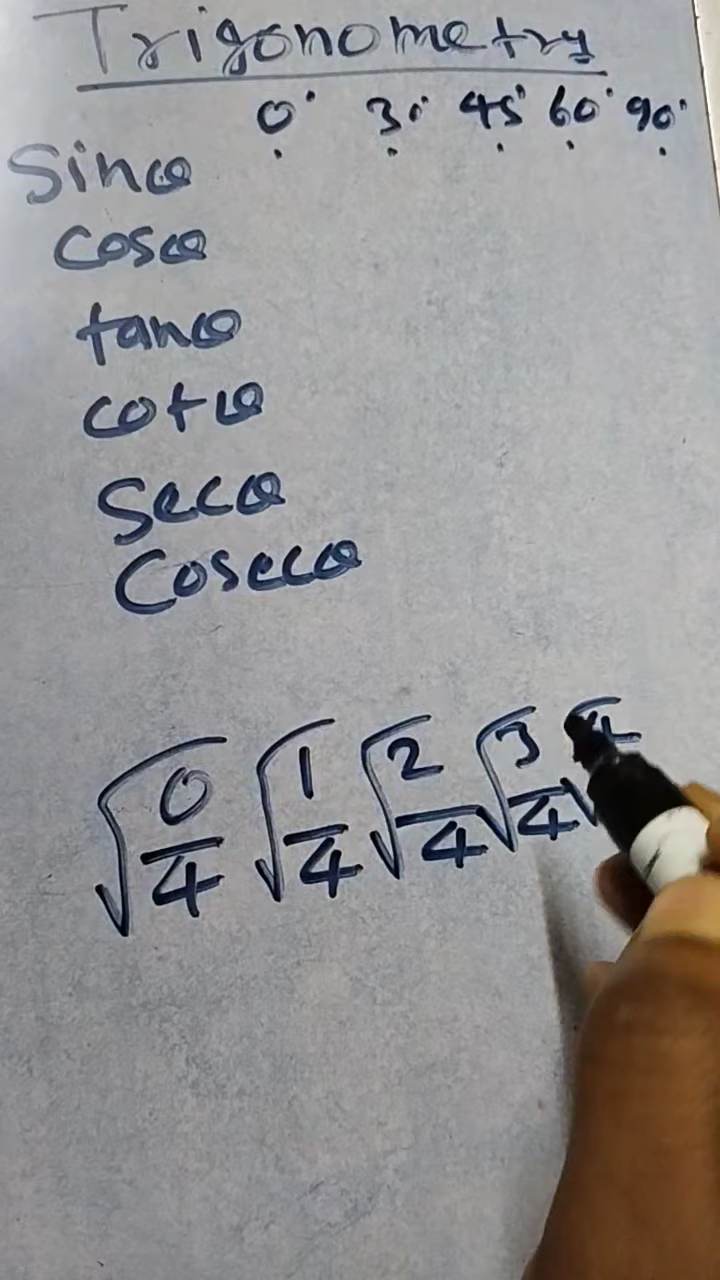 Trigonometry
0° 30° 45° 60° 90°
Sinθ
cosθ
tanθ
cotθ
Secθ
Cosecθ
√0/4 √1/4 √2/4 √3/4 √